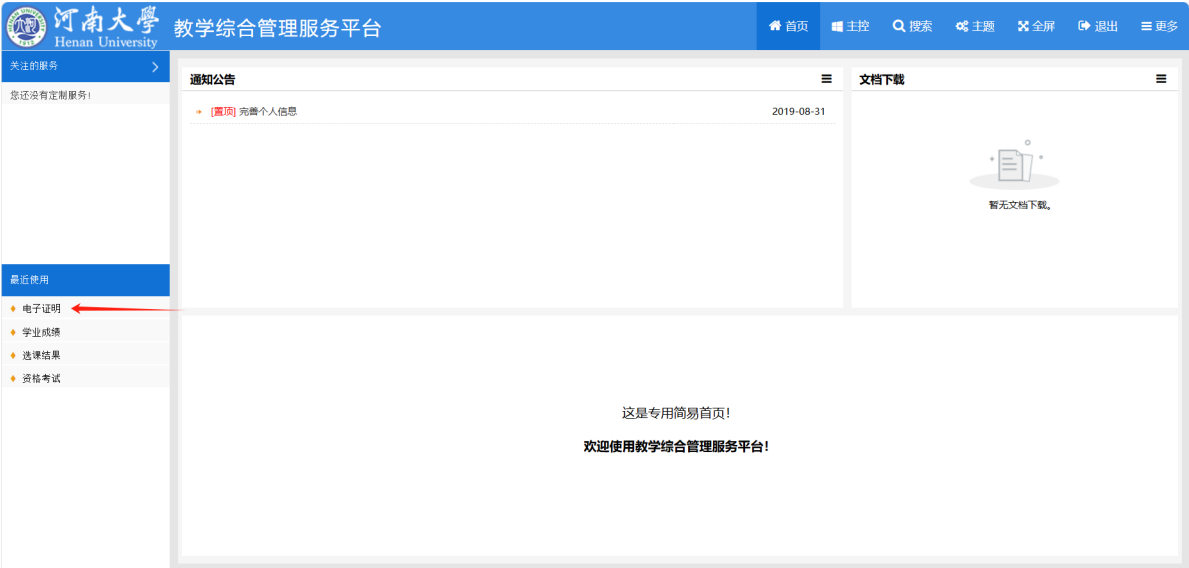 河南大學
Henan University
教学综合管理服务平台
首页
主控
搜索
主题
全屏
退出
更多
关注的服务
您还没有定制服务!
通知公告
[置顶] 完善个人信息
2019-08-31
文档下载
暂无文档下载。
最近使用
电子证明
学业成绩
选课结果
资格考试
这是专用简易首页!
欢迎使用教学综合管理服务平台!